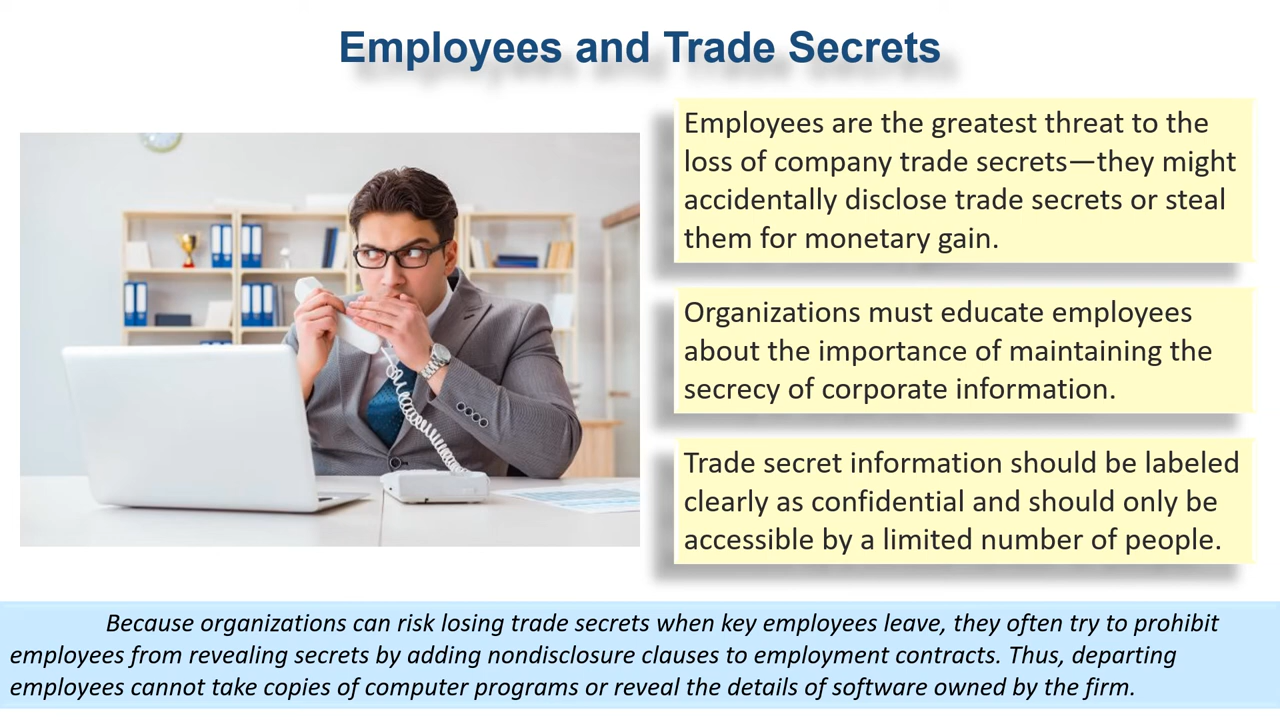 Employees and Trade Secrets
Employees are the greatest threat to the
loss of company trade secrets—they might
accidentally disclose trade secrets or steal
them for monetary gain.
Organizations must educate employees
about the importance of maintaining the
secrecy of corporate information.
Trade secret information should be labeled
clearly as confidential and should only be
accessible by a limited number of people.
Because organizations can risk losing trade secrets when key employees leave, they often try to prohibit
employees from revealing secrets by adding nondisclosure clauses to employment contracts. Thus, departing
employees cannot take copies of computer programs or reveal the details of software owned by the firm.